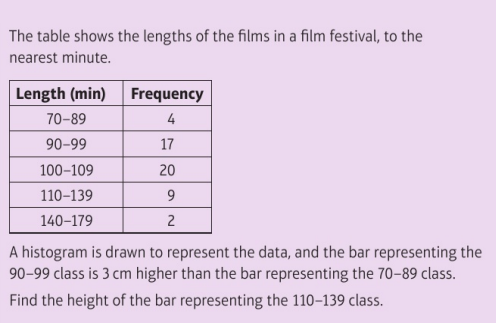 The table shows the lengths of the films in a film festival, to the
nearest minute.
Length (min) Frequency
70–89 4
90–99 17
100–109 20
110–139 9
140–179 2
A histogram is drawn to represent the data, and the bar representing the
90–99 class is 3 cm higher than the bar representing the 70–89 class.
Find the height of the bar representing the 110–139 class.